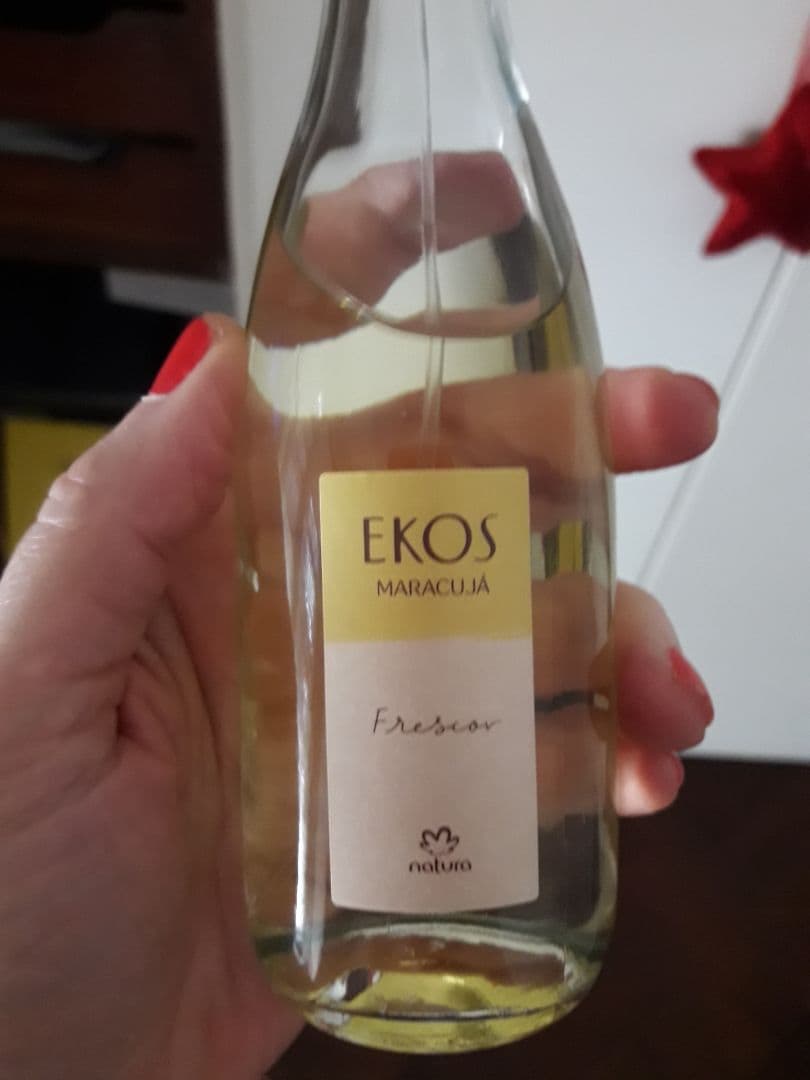 EKOS
MARACUJÁ
Frescor
natura